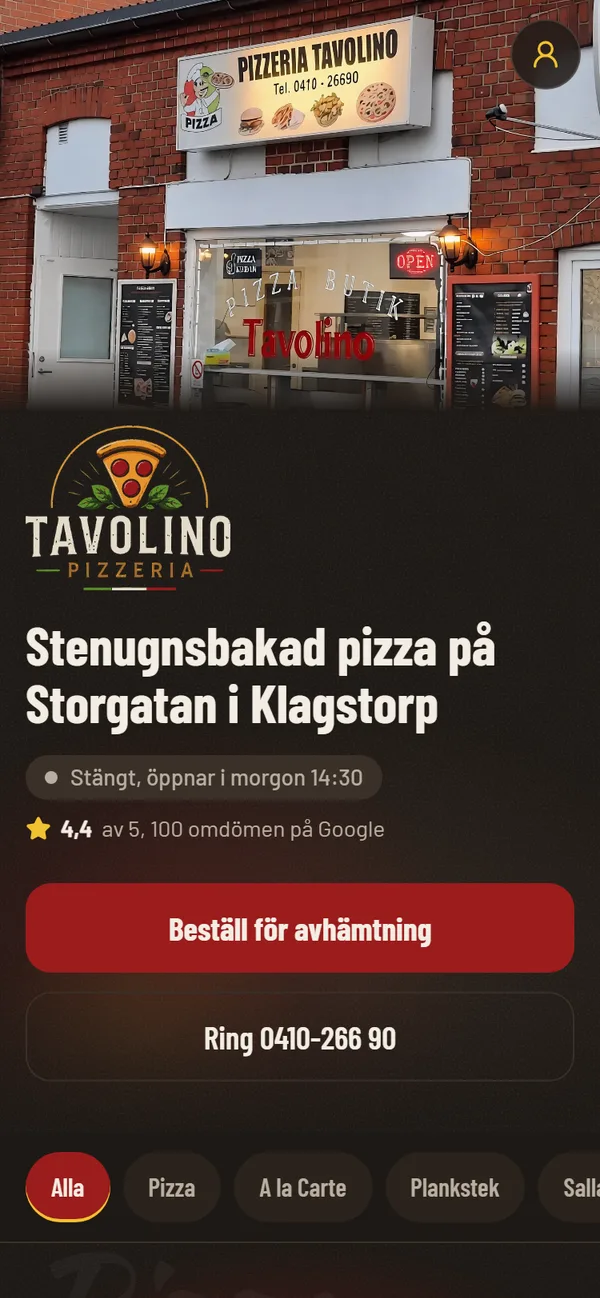 PIZZERIA TAVOLINO
Tel. 0410 - 26690
PIZZA
PIZZA
OPEN
PIZZA BUTIK
Tavolino
TAVOLINO
PIZZERIA
Stenugnsbakad pizza på
Storgatan i Klagstorp
Stängt, öppnar i morgon 14:30
4,4 av 5, 100 omdömen på Google
Beställ för avhämtning
Ring 0410-266 90
Alla
Pizza
A la Carte
Plankstek